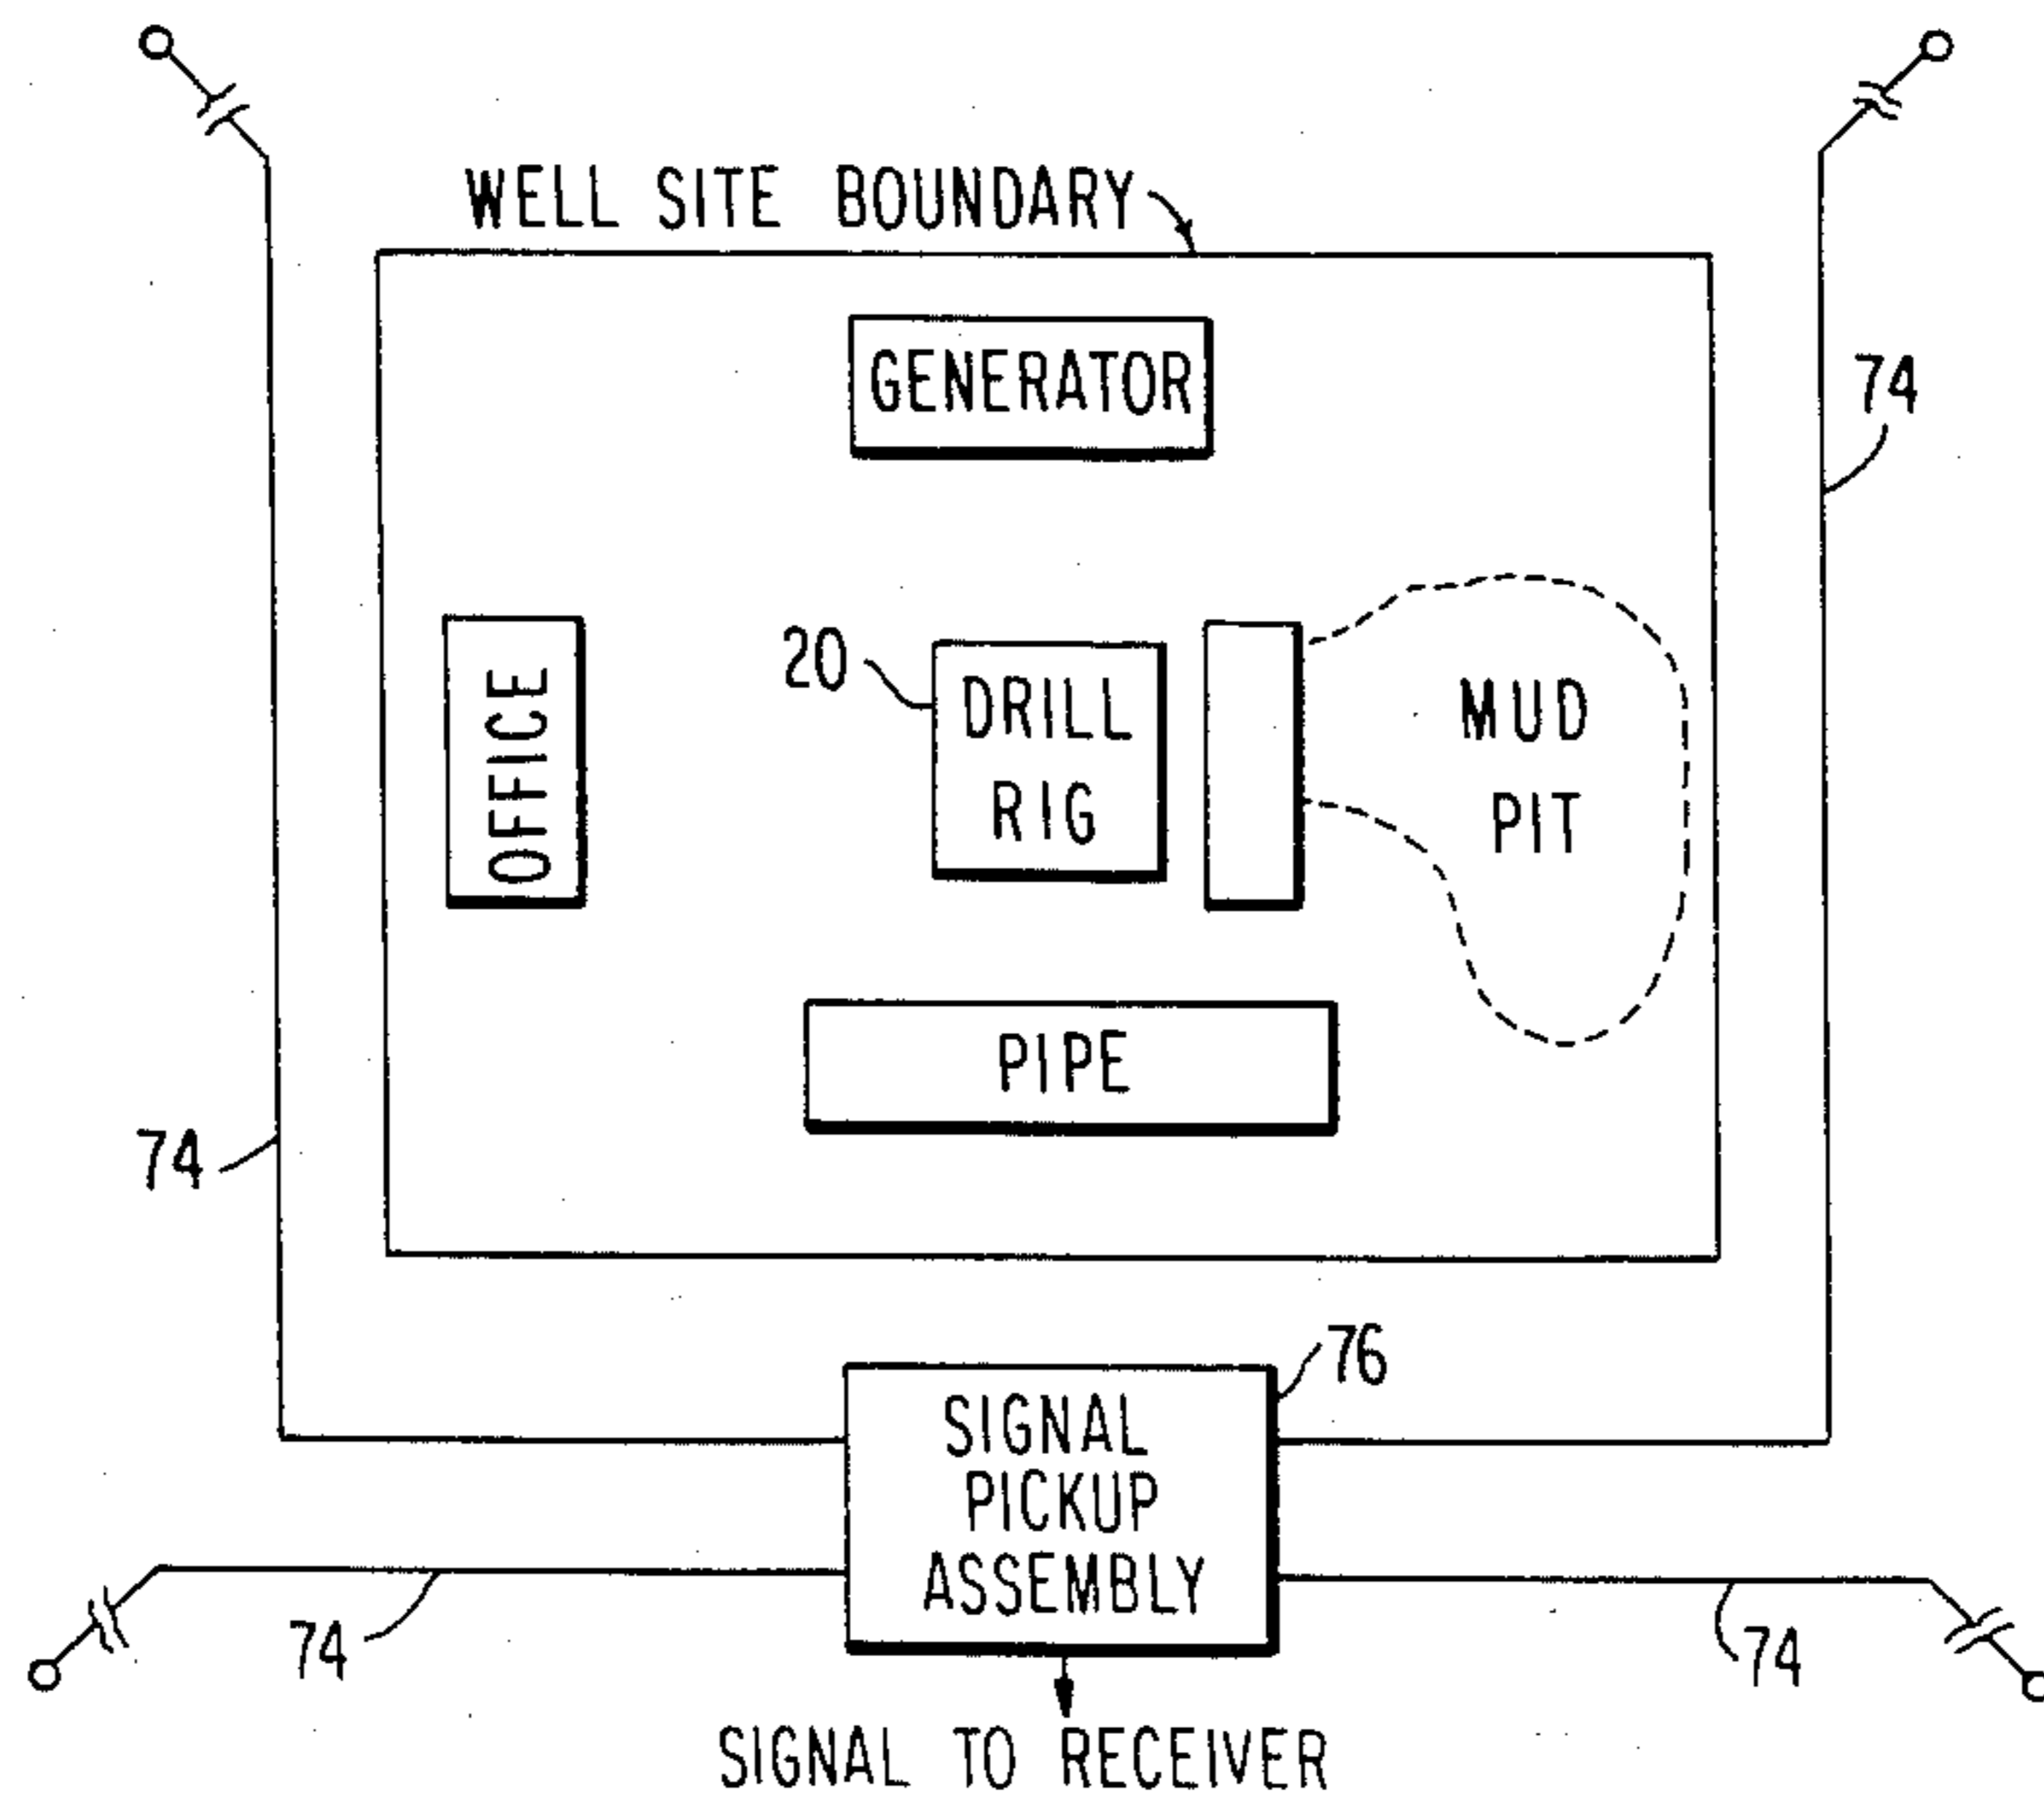 WELL SITE BOUNDARY
GENERATOR
74
OFFICE
20
DRILL
RIG
MUD
PIT
PIPE
74
76
SIGNAL
PICKUP
ASSEMBLY
74
74
SIGNAL TO RECEIVER